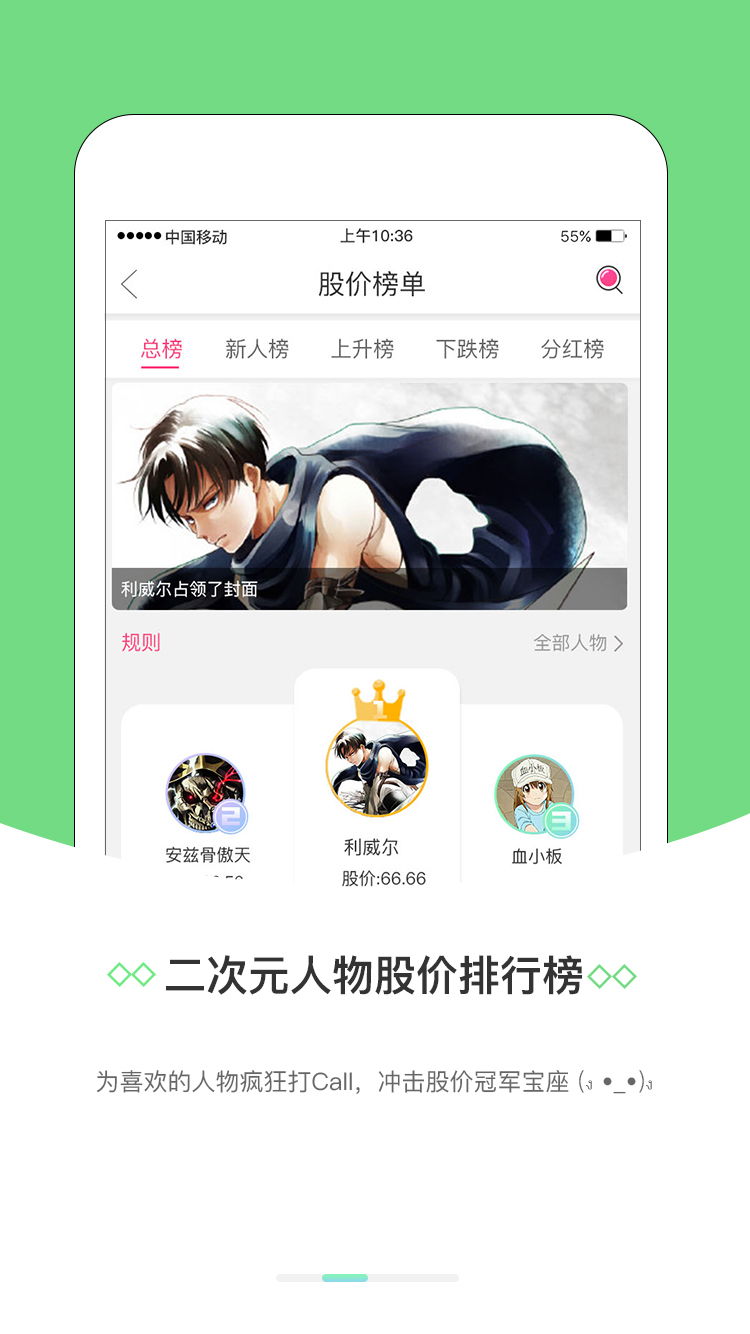 中国移动 上午10:36 55%
股价榜单
总榜 新人榜 上升榜 下跌榜 分红榜
利威尔占领了封面
规则 全部人物
1
2
3
血小板
利威尔
安兹骨傲天
血小板
股价:66.66
二次元人物股价排行榜
为喜欢的人物疯狂打Call，冲击股价冠军宝座 (ง •_•)ง